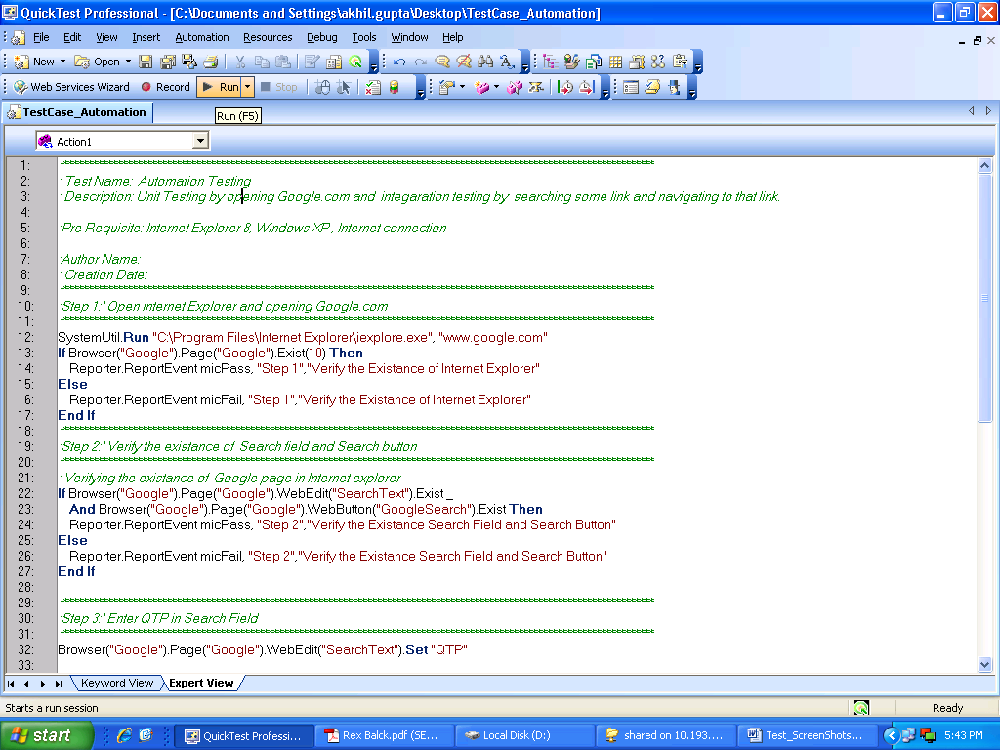 QuickTest Professional - [C:\Documents and Settings\akhil.gupta\Desktop\TestCase_Automation]
File Edit View Insert Automation Resources Debug Tools Window Help
New Open
Web Services Wizard Record Run Stop
TestCase_Automation
Run (F5)
Action1
1: '******************************************************************************************
2: ' Test Name: Automation Testing
3: ' Description: Unit Testing by opening Google.com and integaration testing by searching some link and navigating to that link.
4:
5: 'Pre Requisite: Internet Explorer 8, Windows XP , Internet connection
6:
7: 'Author Name:
8: ' Creation Date:
9: '******************************************************************************************
10: 'Step 1:' Open Internet Explorer and opening Google.com
11: '******************************************************************************************
12: SystemUtil.Run "C:\Program Files\Internet Explorer\iexplore.exe", "www.google.com"
13: If Browser("Google").Page("Google").Exist(10) Then
14: Reporter.ReportEvent micPass, "Step 1","Verify the Existance of Internet Explorer"
15: Else
16: Reporter.ReportEvent micFail, "Step 1","Verify the Existance of Internet Explorer"
17: End If
18: '******************************************************************************************
19: 'Step 2:' Verify the existance of Search field and Search button
20: '******************************************************************************************
21: ' Verifying the existance of Google page in Internet explorer
22: If Browser("Google").Page("Google").WebEdit("SearchText").Exist _
23: And Browser("Google").Page("Google").WebButton("GoogleSearch").Exist Then
24: Reporter.ReportEvent micPass, "Step 2","Verify the Existance Search Field and Search Button"
25: Else
26: Reporter.ReportEvent micFail, "Step 2","Verify the Existance Search Field and Search Button"
27: End If
28:
29: '******************************************************************************************
30: 'Step 3:' Enter QTP in Search Field
31: '******************************************************************************************
32: Browser("Google").Page("Google").WebEdit("SearchText").Set "QTP"
33:
Keyword View Expert View
Starts a run session Ready
start QuickTest Professi... Rex Balck.pdf (SE... Local Disk (D:) shared on 10.193.... Test_ScreenShots... 5:43 PM